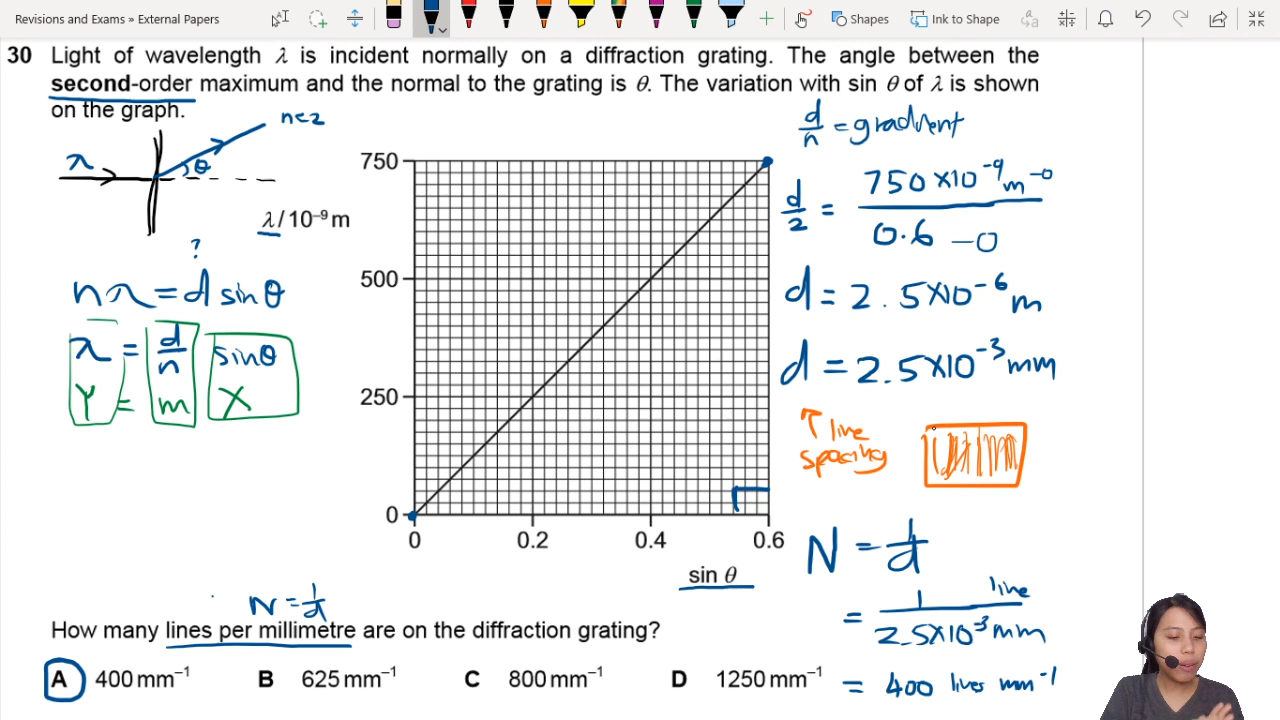 Revisions and Exams » External Papers
Shapes
Ink to Shape
30 Light of wavelength λ is incident normally on a diffraction grating. The angle between the
second-order maximum and the normal to the grating is θ. The variation with sin θ of λ is shown
on the graph.
n=2
λ
θ
λ/10⁻⁹ m
?
nλ = d sinθ
λ = d/n sinθ
Y = m X
750
500
250
0
0 0.2 0.4 0.6
sin θ
d/n = gradient
d/2 = 750×10⁻⁹m -0 / 0.6 -0
d = 2.5×10⁻⁶ m
d = 2.5×10⁻³ mm
↑ line
spacing
N = 1/d
= 1 line / 2.5×10⁻³ mm
= 400 lines mm⁻¹
N = 1/d
How many lines per millimetre are on the diffraction grating?
A 400 mm⁻¹ B 625 mm⁻¹ C 800 mm⁻¹ D 1250 mm⁻¹